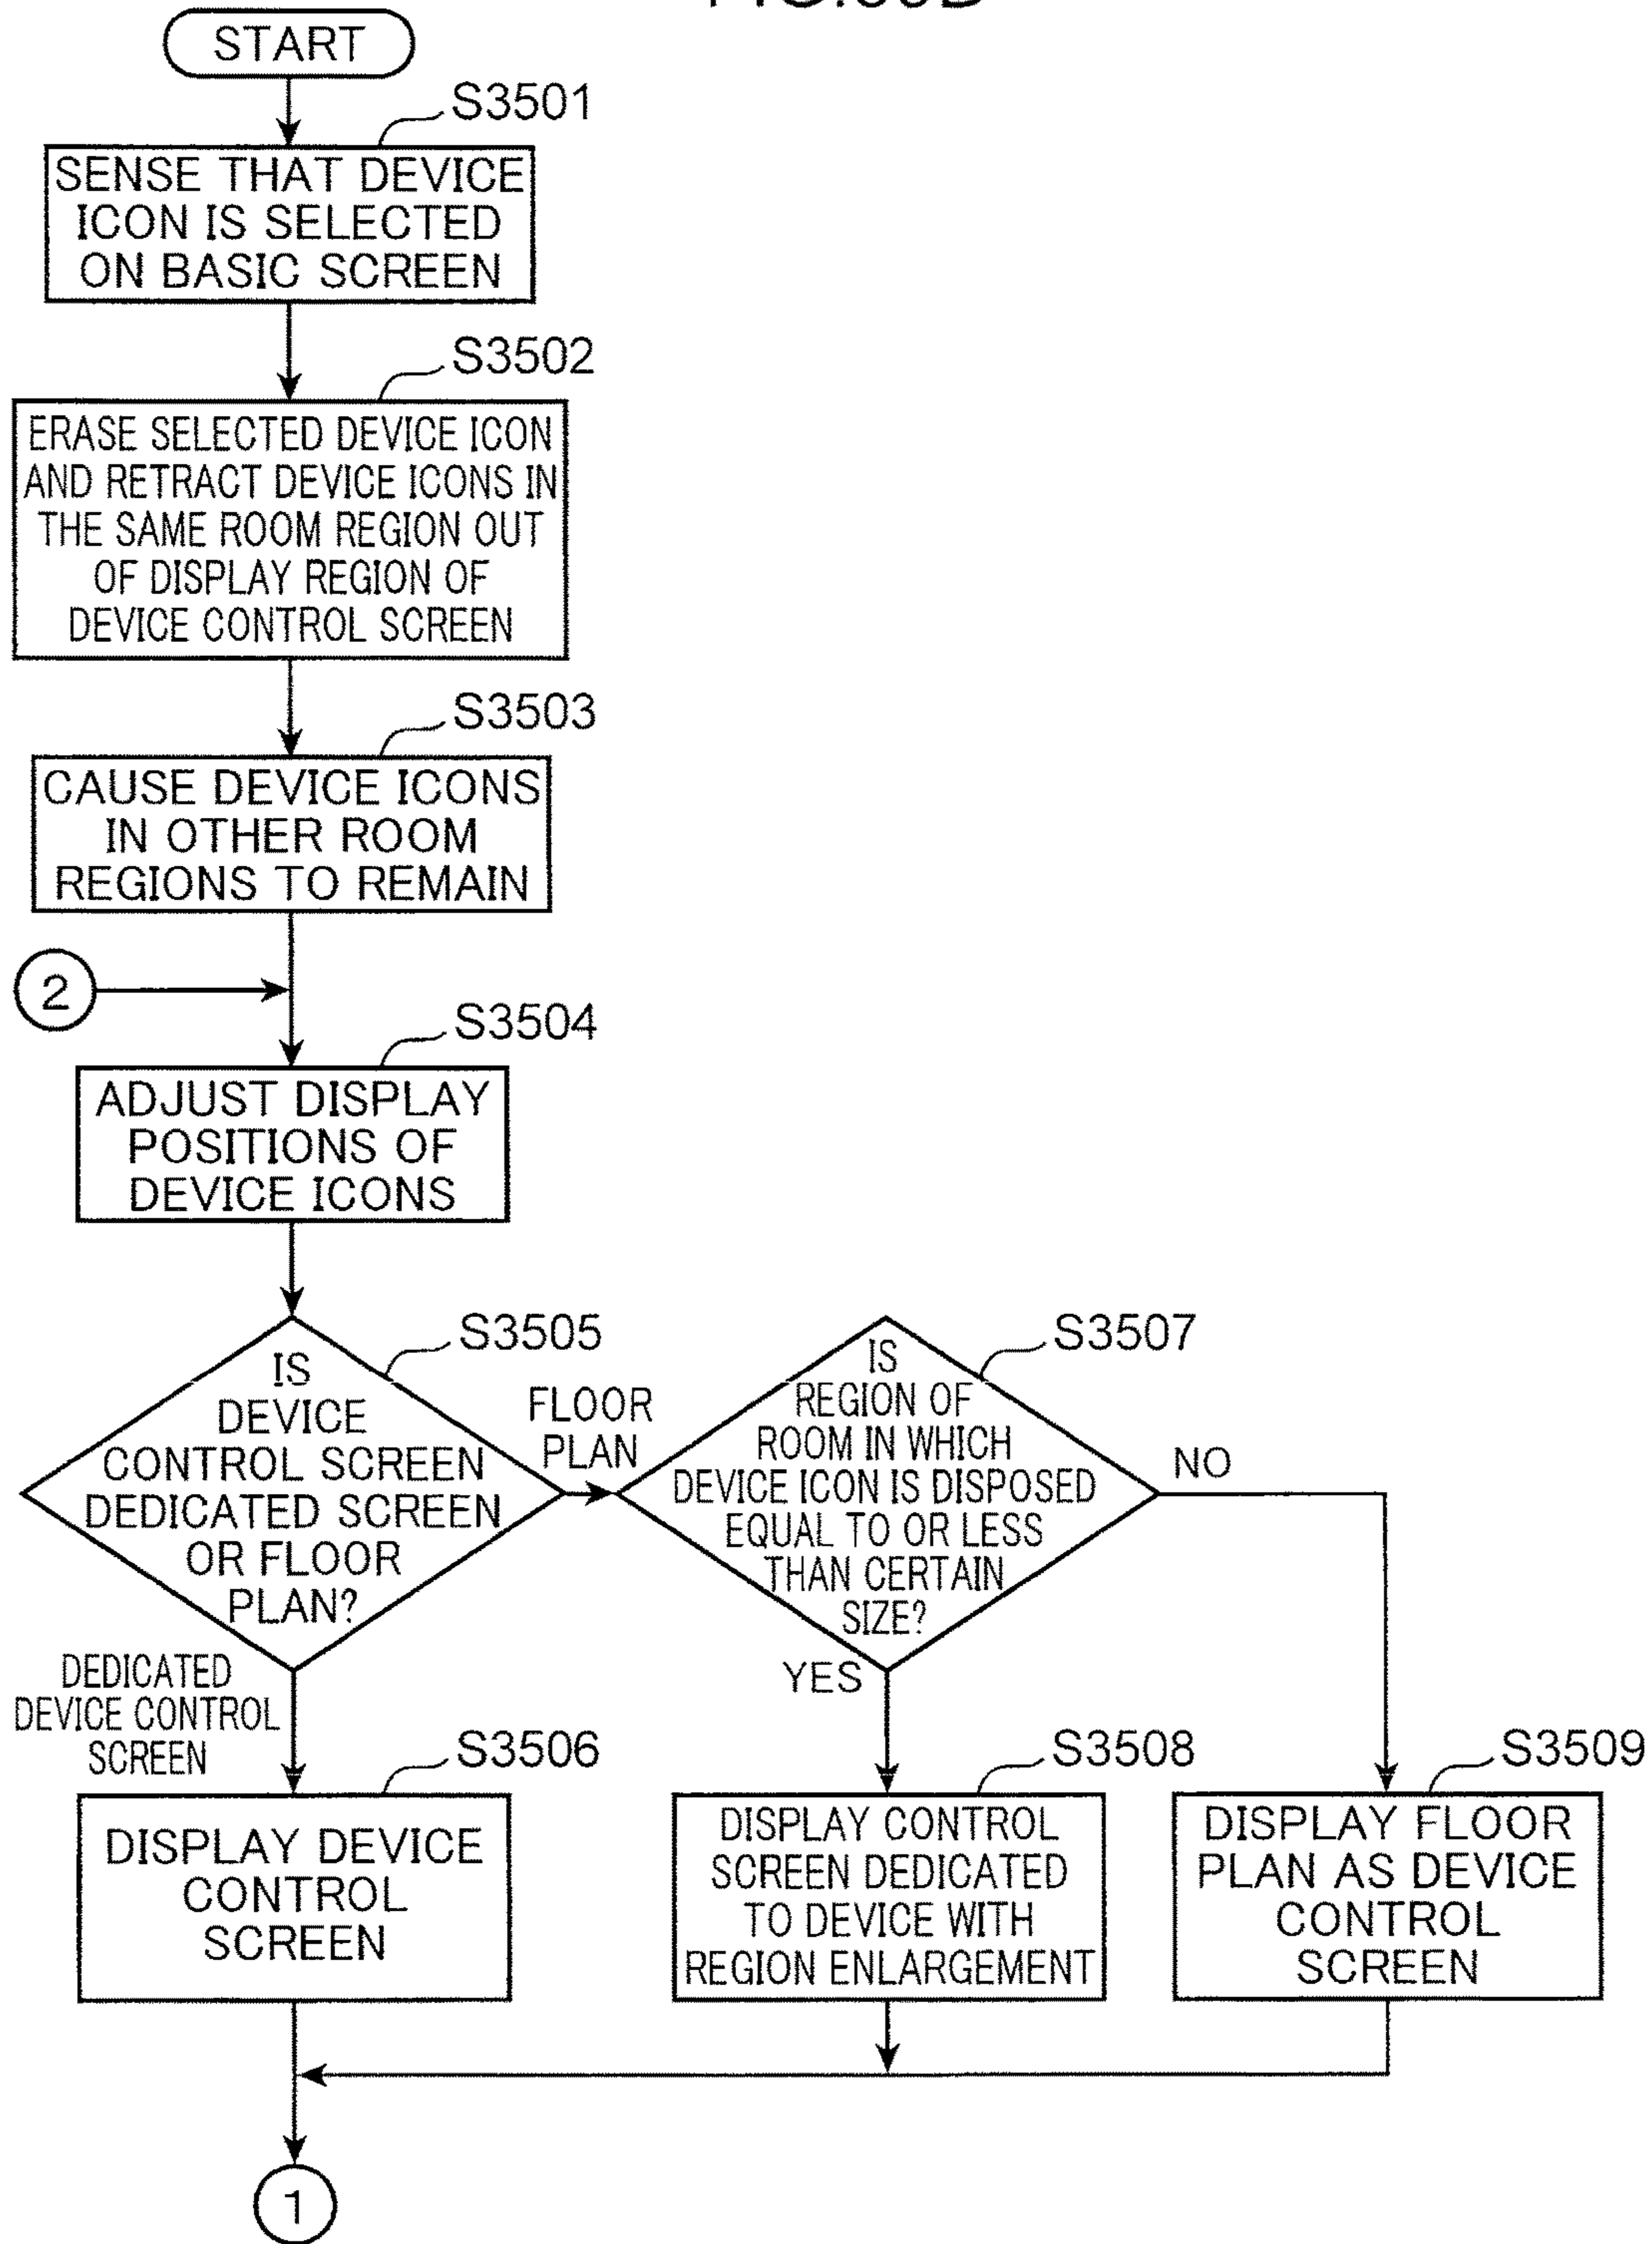 START
S3501
SENSE THAT DEVICE
ICON IS SELECTED
ON BASIC SCREEN
S3502
ERASE SELECTED DEVICE ICON
AND RETRACT DEVICE ICONS IN
THE SAME ROOM REGION OUT
OF DISPLAY REGION OF
DEVICE CONTROL SCREEN
S3503
CAUSE DEVICE ICONS
IN OTHER ROOM
REGIONS TO REMAIN
2
S3504
ADJUST DISPLAY
POSITIONS OF
DEVICE ICONS
S3505
IS
DEVICE
CONTROL SCREEN
DEDICATED SCREEN
OR FLOOR
PLAN?
FLOOR
PLAN
S3507
IS
REGION OF
ROOM IN WHICH
DEVICE ICON IS DISPOSED
EQUAL TO OR LESS
THAN CERTAIN
SIZE?
NO
DEDICATED
DEVICE CONTROL
SCREEN
YES
S3506
DISPLAY DEVICE
CONTROL
SCREEN
S3508
DISPLAY CONTROL
SCREEN DEDICATED
TO DEVICE WITH
REGION ENLARGEMENT
S3509
DISPLAY FLOOR
PLAN AS DEVICE
CONTROL
SCREEN
1